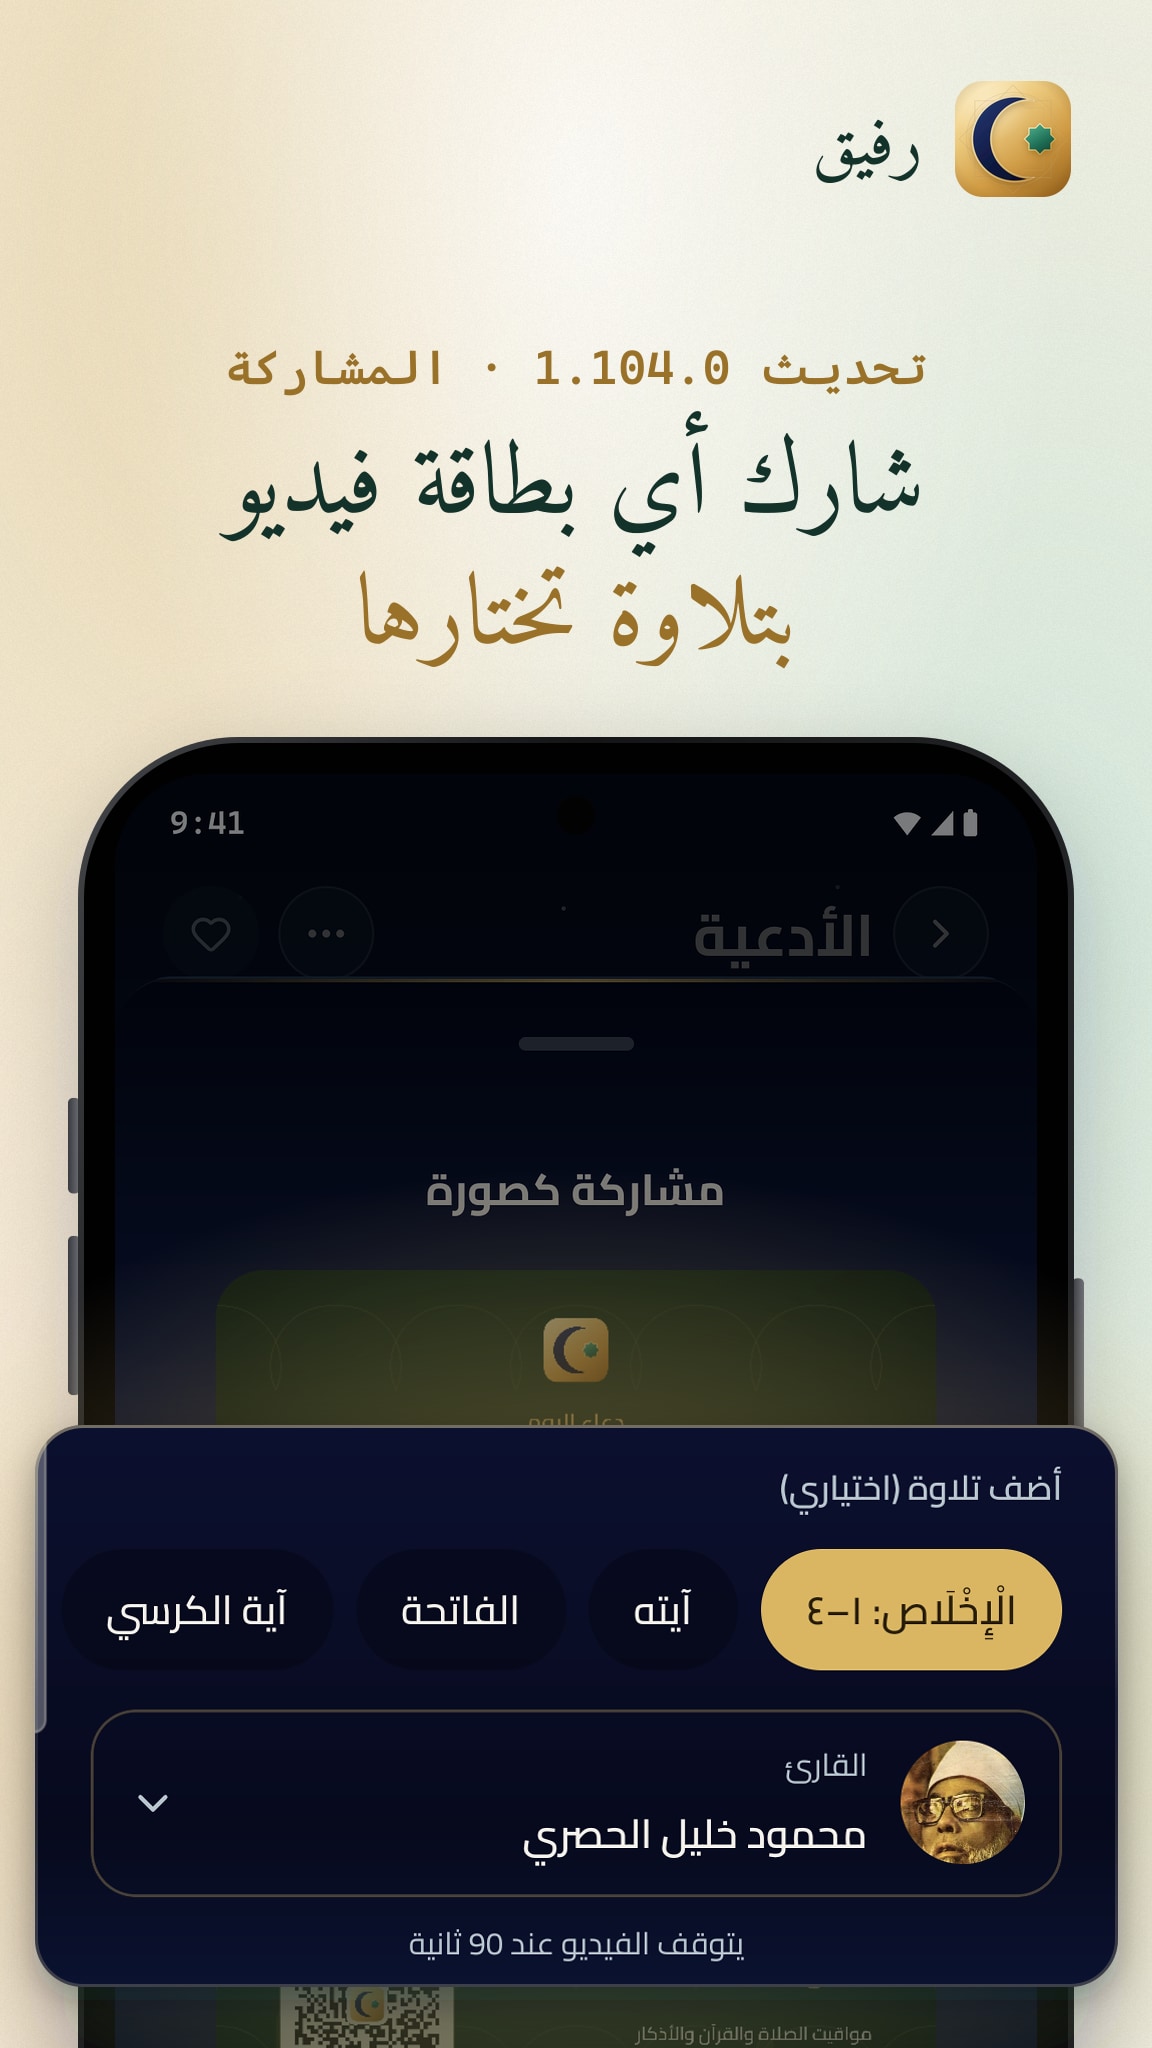 رفيق
تحديث 1.104.0 · المشاركة
شارك أي بطاقة فيديو
بتلاوة تختارها
9:41
الأدعية
مشاركة كصورة
دعاء اليوم
أضف تلاوة (اختياري)
الْإِخْلَاص: ١–٤
آيته
الفاتحة
آية الكرسي
القارئ
محمود خليل الحصري
يتوقف الفيديو عند 90 ثانية
مواقيت الصلاة والقرآن والأذكار